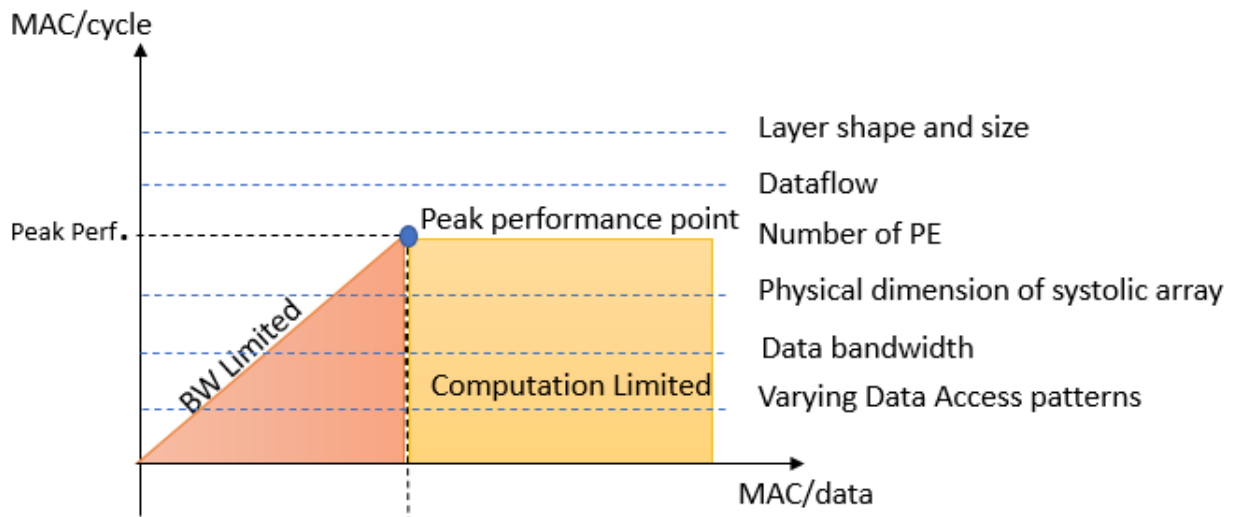 MAC/cycle
Layer shape and size
Dataflow
Peak performance point
Peak Perf.
Number of PE
Physical dimension of systolic array
BW Limited
Data bandwidth
Computation Limited
Varying Data Access patterns
MAC/data